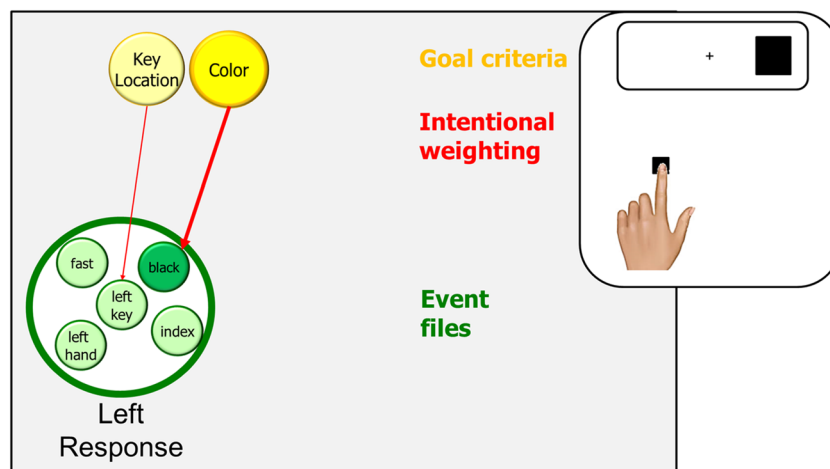 Key
Location
Color
Goal criteria
Intentional
weighting
+
fast
black
left
key
left
hand
index
Event
files
Left
Response